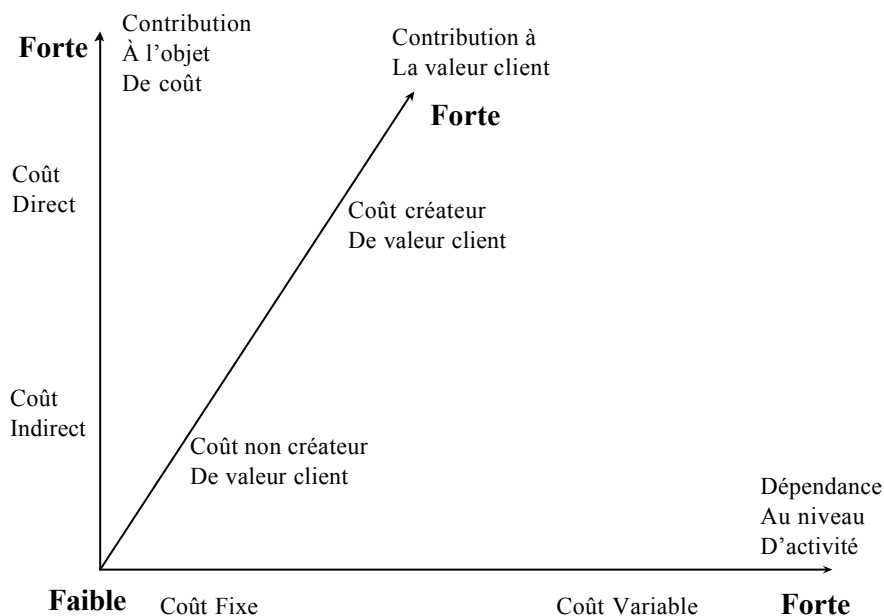 Contribution
À l’objet
De coût
Forte
Contribution à
La valeur client
Forte
Coût
Direct
Coût créateur
De valeur client
Coût
Indirect
Coût non créateur
De valeur client
Dépendance
Au niveau
D’activité
Faible
Coût Fixe
Coût Variable
Forte